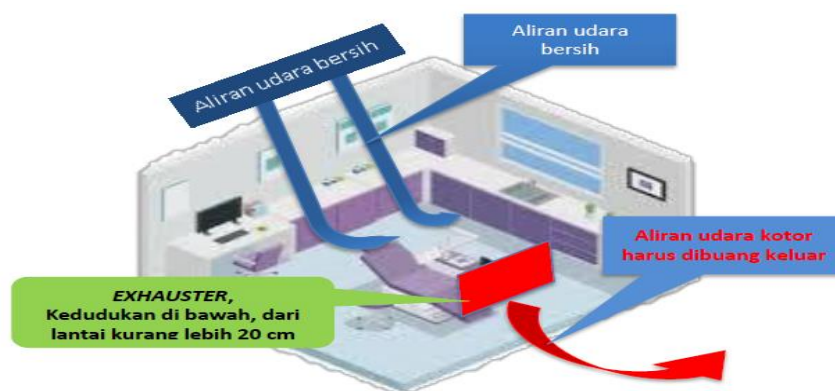 Aliran udara bersih
Aliran udara
bersih
Aliran udara kotor
harus dibuang keluar
EXHAUSTER,
Kedudukan di bawah, dari
lantai kurang lebih 20 cm